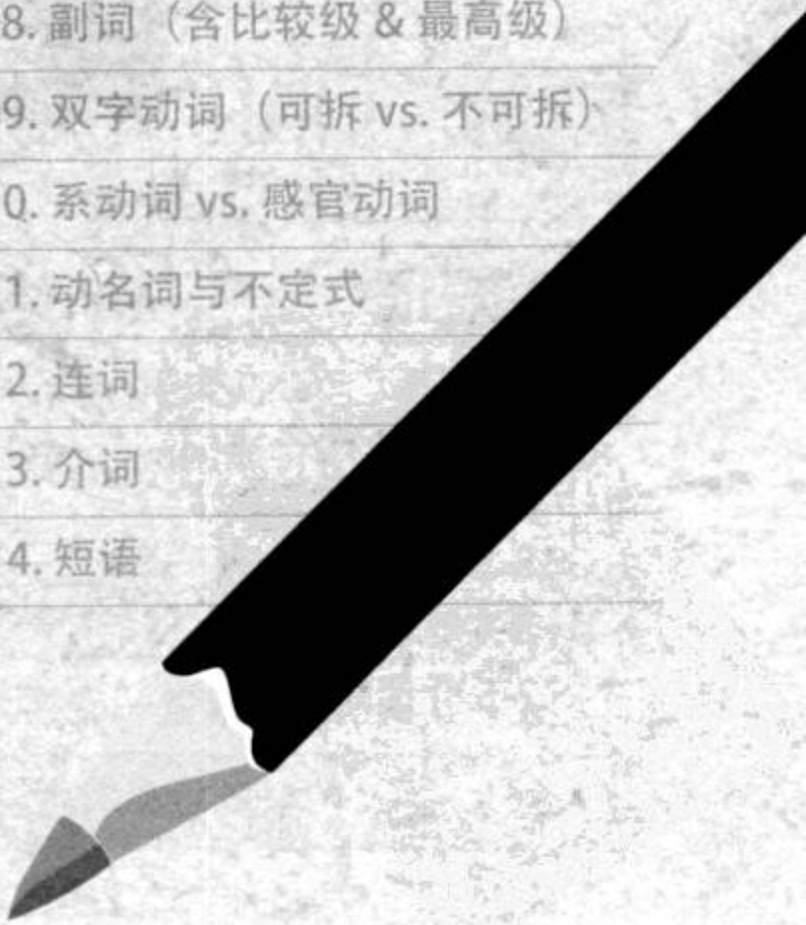 8. 副词（含比较级 & 最高级）
9. 双字动词（可拆 vs. 不可拆）
0. 系动词 vs. 感官动词
1. 动名词与不定式
2. 连词
3. 介词
4. 短语